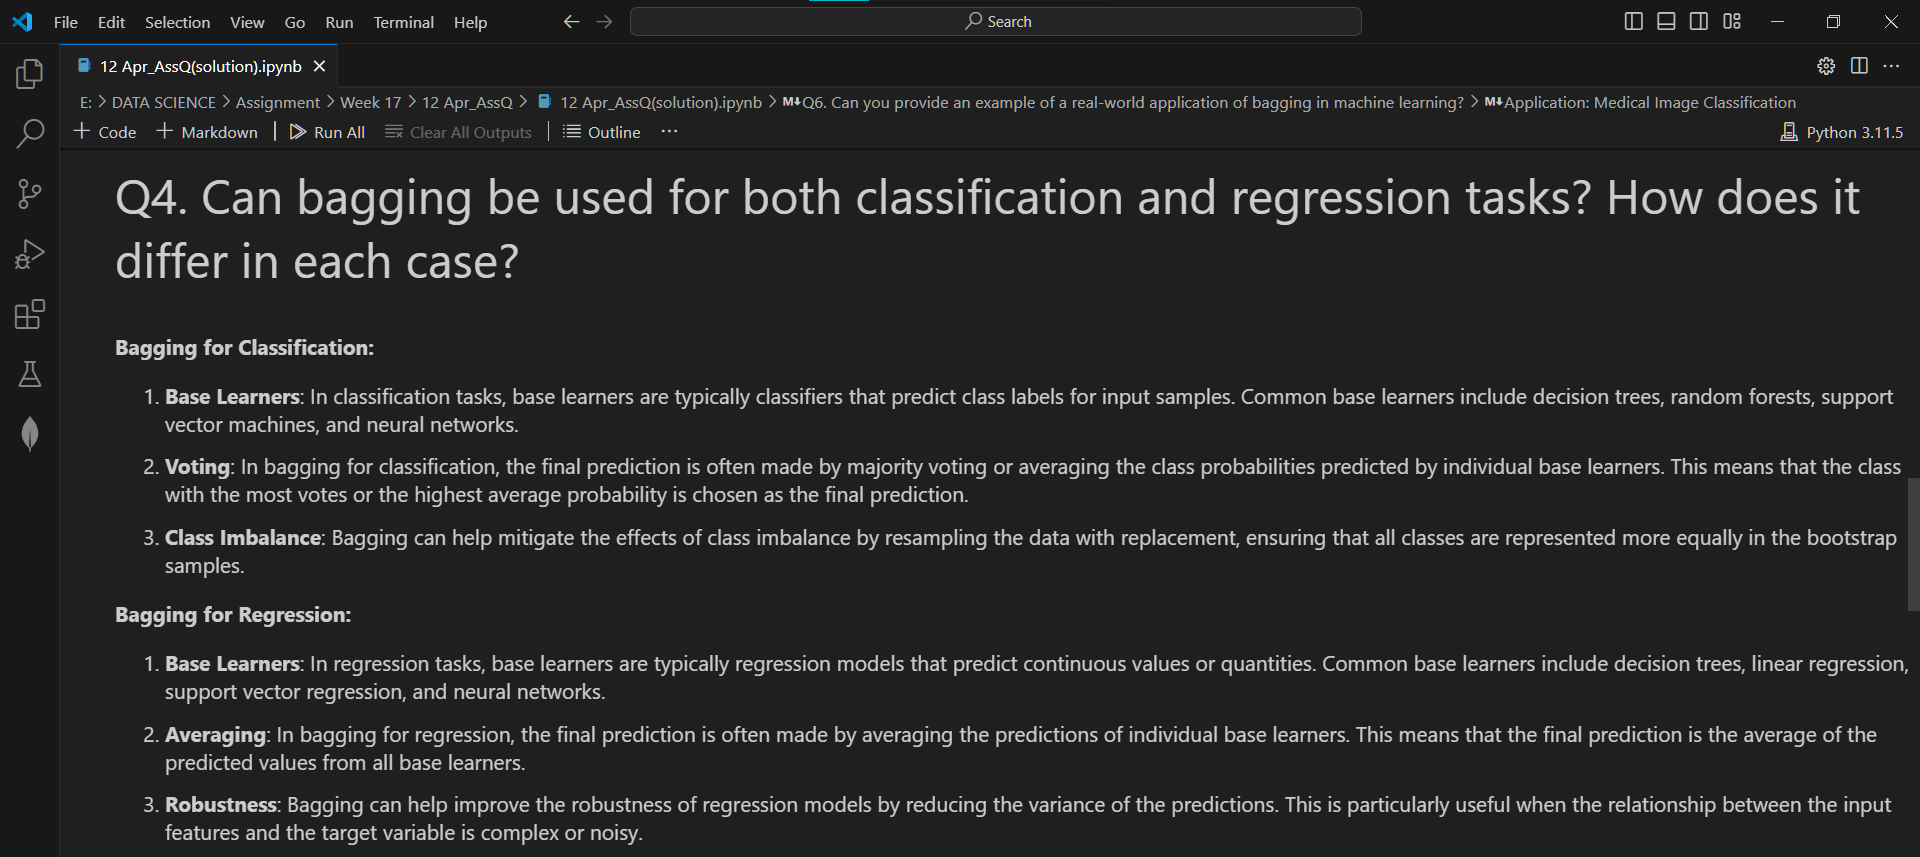 File Edit Selection View Go Run Terminal Help Search
12 Apr_AssQ(solution).ipynb
E: > DATA SCIENCE > Assignment > Week 17 > 12 Apr_AssQ > 12 Apr_AssQ(solution).ipynb > M↓Q6. Can you provide an example of a real-world application of bagging in machine learning? > M↓Application: Medical Image Classification
+ Code + Markdown Run All Clear All Outputs Outline ... Python 3.11.5
Q4. Can bagging be used for both classification and regression tasks? How does it
differ in each case?
Bagging for Classification:
1. Base Learners: In classification tasks, base learners are typically classifiers that predict class labels for input samples. Common base learners include decision trees, random forests, support
vector machines, and neural networks.
2. Voting: In bagging for classification, the final prediction is often made by majority voting or averaging the class probabilities predicted by individual base learners. This means that the class
with the most votes or the highest average probability is chosen as the final prediction.
3. Class Imbalance: Bagging can help mitigate the effects of class imbalance by resampling the data with replacement, ensuring that all classes are represented more equally in the bootstrap
samples.
Bagging for Regression:
1. Base Learners: In regression tasks, base learners are typically regression models that predict continuous values or quantities. Common base learners include decision trees, linear regression,
support vector regression, and neural networks.
2. Averaging: In bagging for regression, the final prediction is often made by averaging the predictions of individual base learners. This means that the final prediction is the average of the
predicted values from all base learners.
3. Robustness: Bagging can help improve the robustness of regression models by reducing the variance of the predictions. This is particularly useful when the relationship between the input
features and the target variable is complex or noisy.